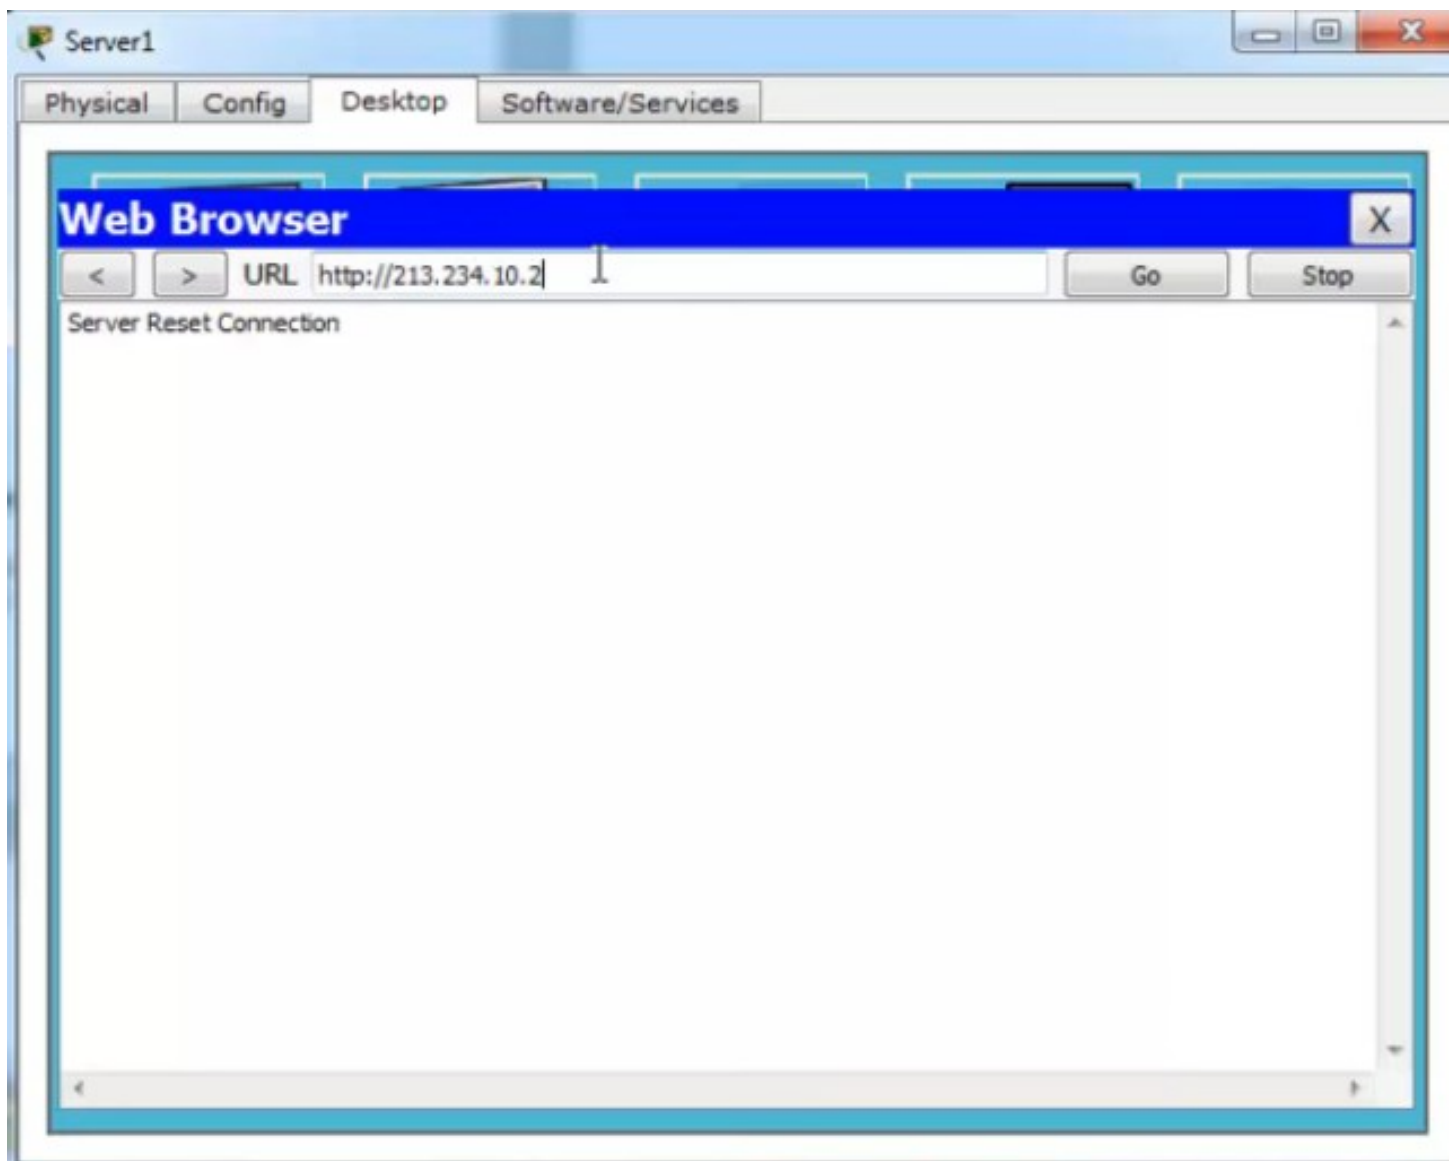 Server1
Physical Config Desktop Software/Services
Web Browser X
< > URL http://213.234.10.2 Go Stop
Server Reset Connection